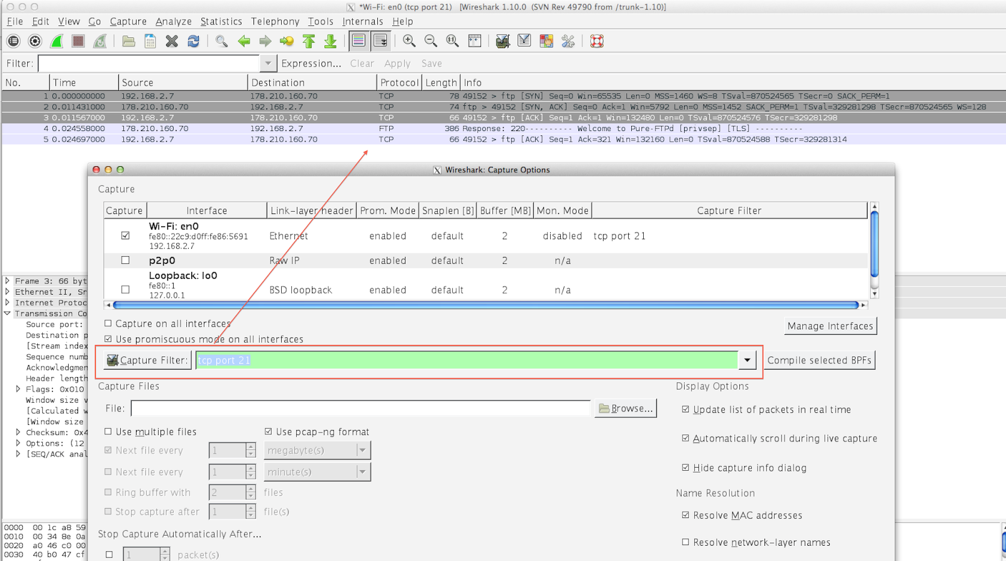 *Wi-Fi: en0 (tcp port 21) [Wireshark 1.10.0 (SVN Rev 49790 from /trunk-1.10)]
File Edit View Go Capture Analyze Statistics Telephony Tools Internals Help
Filter: Expression... Clear Apply Save
No. Time Source Destination Protocol Length Info
1 0.000000000 192.168.2.7 178.210.160.70 TCP 78 49152 > ftp [SYN] Seq=0 Win=65535 Len=0 MSS=1460 WS=8 TSval=870524565 TSecr=0 SACK_PERM=1
2 0.011431000 178.210.160.70 192.168.2.7 TCP 74 ftp > 49152 [SYN, ACK] Seq=0 Ack=1 Win=5792 Len=0 MSS=1452 SACK_PERM=1 TSval=329281298 TSecr=870524565 WS=128
3 0.011567000 192.168.2.7 178.210.160.70 TCP 66 49152 > ftp [ACK] Seq=1 Ack=1 Win=132480 Len=0 TSval=870524576 TSecr=329281298
4 0.024558000 178.210.160.70 192.168.2.7 FTP 386 Response: 220---------- Welcome to Pure-FTPd [privsep] [TLS] ----------
5 0.024697000 192.168.2.7 178.210.160.70 TCP 66 49152 > ftp [ACK] Seq=1 Ack=321 Win=132160 Len=0 TSval=870524588 TSecr=329281314
Wireshark: Capture Options
Capture
Capture Interface Link-layer header Prom. Mode Snaplen [B] Buffer [MB] Mon. Mode Capture Filter
Wi-Fi: en0
fe80::22c9:d0ff:fe86:5691 Ethernet enabled default 2 disabled tcp port 21
192.168.2.7
p2p0 Raw IP enabled default 2 n/a
Loopback: lo0
fe80::1 BSD loopback enabled default 2 n/a
127.0.0.1
Capture on all interfaces
Use promiscuous mode on all interfaces
Manage Interfaces
Capture Filter: tcp port 21 Compile selected BPFs
Capture Files
File: Browse...
Use multiple files Use pcap-ng format
Next file every 1 megabyte(s)
Next file every 1 minute(s)
Ring buffer with 2 files
Stop capture after 1 file(s)
Stop Capture Automatically After...
1 packet(s)
Display Options
Update list of packets in real time
Automatically scroll during live capture
Hide capture info dialog
Name Resolution
Resolve MAC addresses
Resolve network-layer names
Frame 3: 66 byt
Ethernet II, Sr
Internet Protoc
Transmission Co
Source port:
Destination p
[Stream index
Sequence numb
Acknowledgme
Header length
Flags: 0x010
Window size v
[Calculated w
[Window size
Checksum: 0x4
Options: (12
[SEQ/ACK anal
0000 00 1c a8 59
0010 00 34 8e 0a
0020 a0 46 c0 00
0030 40 b0 47 cf